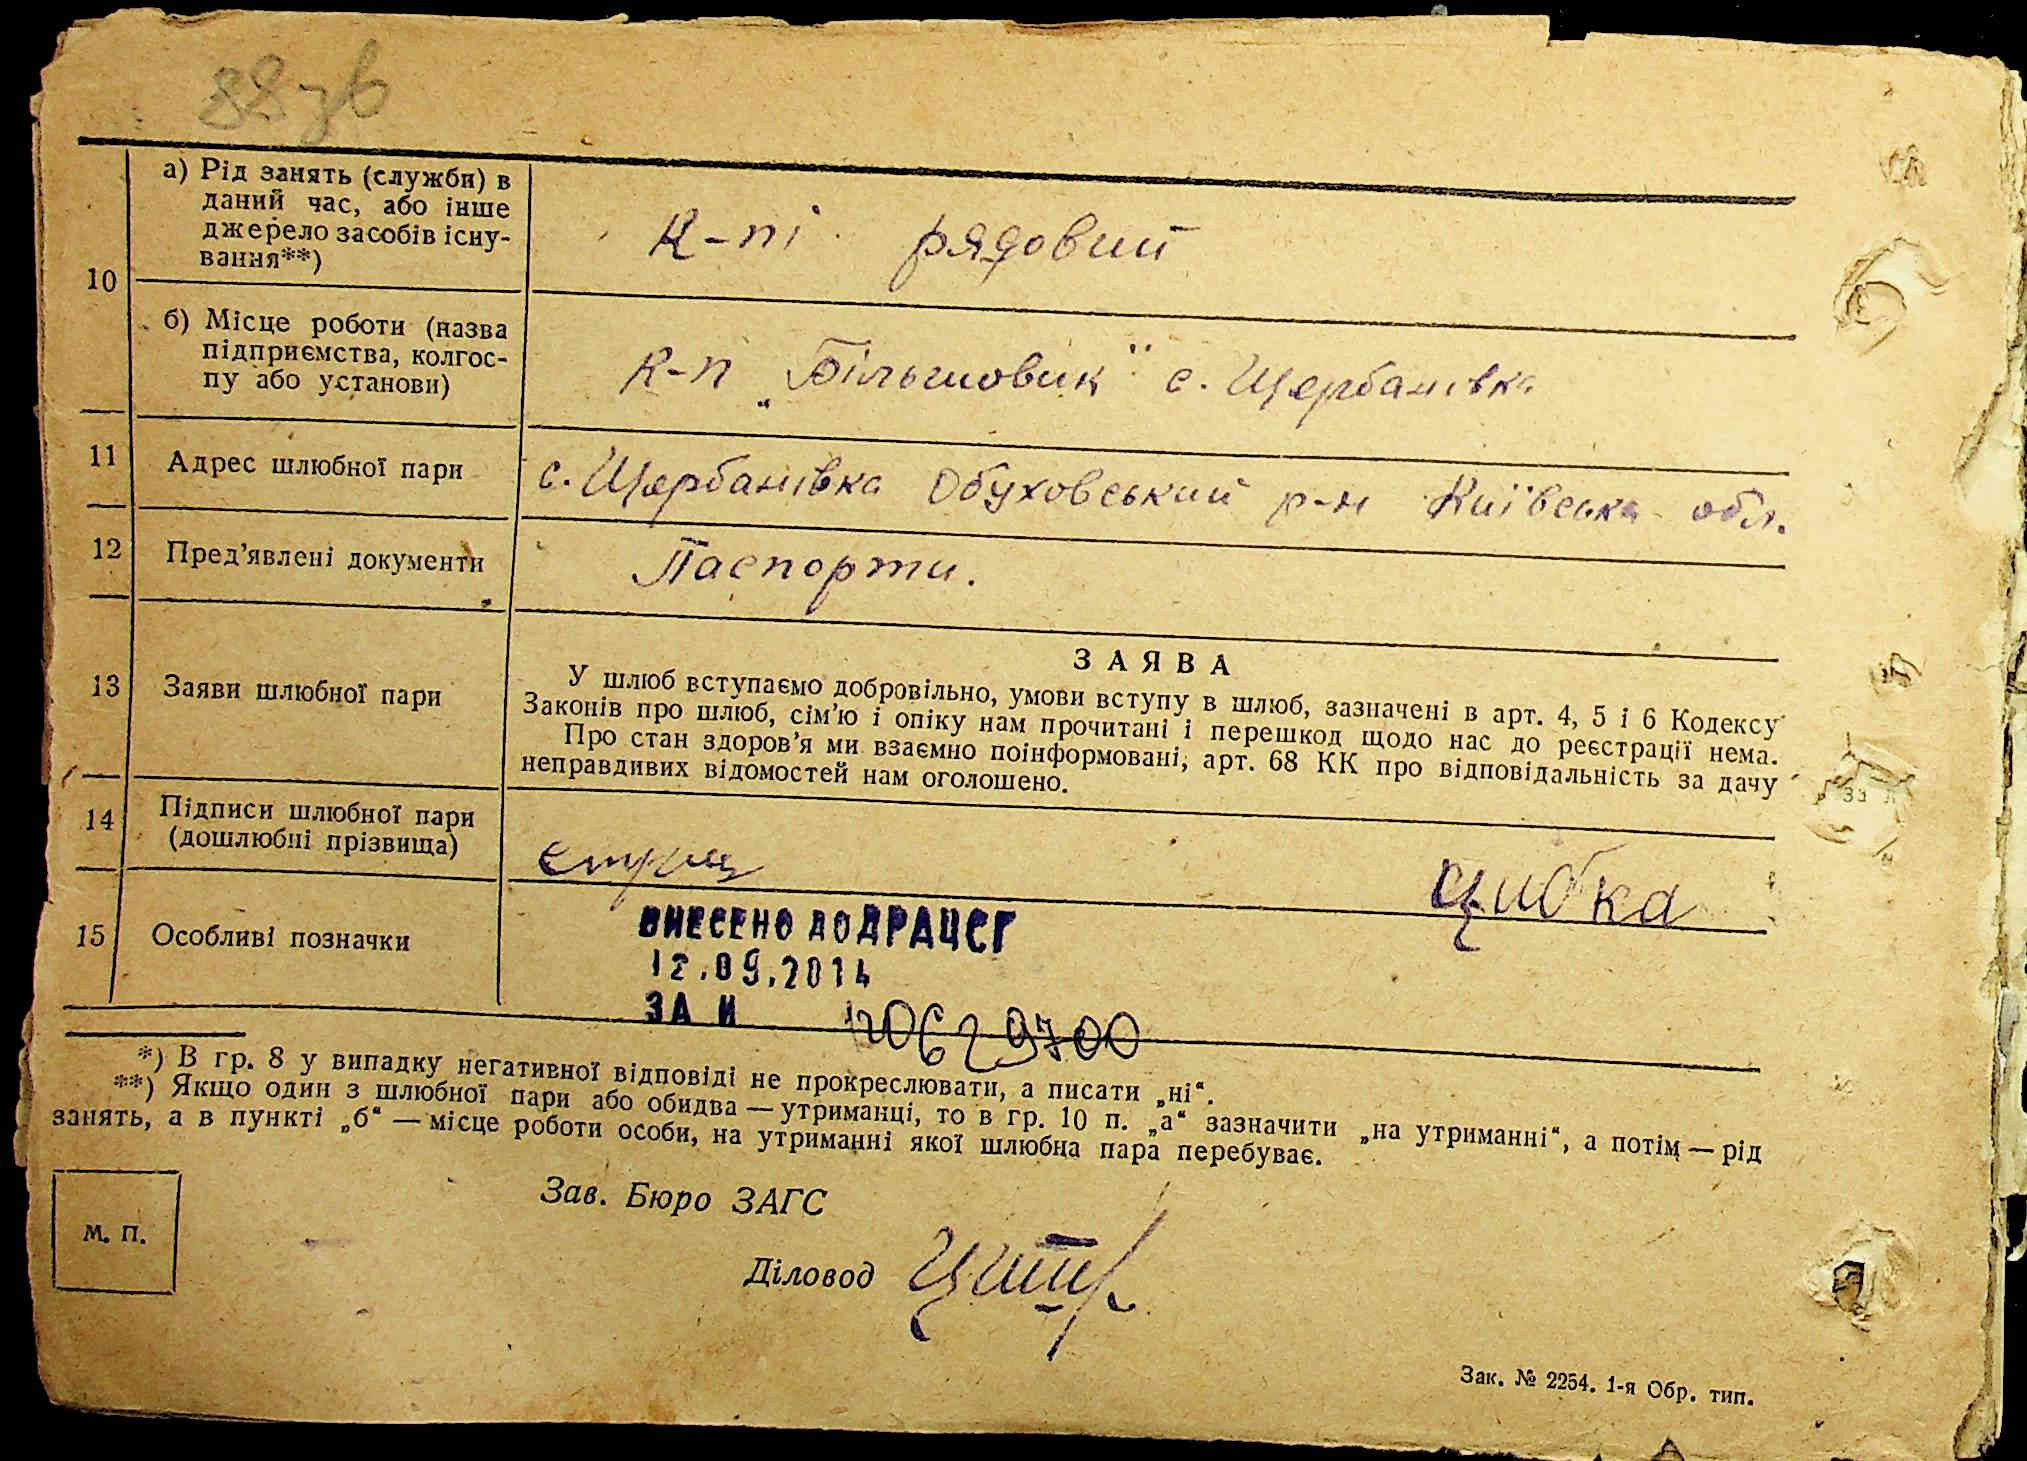 88 зв
а) Рід занять (служби) в
даний час, або інше
джерело засобів існу-
вання**)
К-пі рядовий
10
б) Місце роботи (назва
підприємства, колгос-
пу або установи)
К-п „Більшовик" с. Щербанівка
11 Адрес шлюбної пари с. Щербанівка Обуховський р-н Київська обл.
12 Пред'явлені документи Паспорти.
13 Заяви шлюбної пари
ЗАЯВА
У шлюб вступаємо добровільно, умови вступу в шлюб, зазначені в арт. 4, 5 і 6 Кодексу
Законів про шлюб, сім'ю і опіку нам прочитані і перешкод щодо нас до реєстрації нема.
Про стан здоров'я ми взаємно поінформовані, арт. 68 КК про відповідальність за дачу
неправдивих відомостей нам оголошено.
14 Підписи шлюбної пари
(дошлюбні прізвища)
Цибка
15 Особливі позначки
ВНЕСЕНО ДО ДРАЦСГ
12.09.2014
ЗА N 120629700
*) В гр. 8 у випадку негативної відповіді не прокреслювати, а писати „ні“.
**) Якщо один з шлюбної пари або обидва — утриманці, то в гр. 10 п. „а“ зазначити „на утриманні“, а потім — рід
занять, а в пункті „б“ — місце роботи особи, на утриманні якої шлюбна пара перебуває.
М. П.
Зав. Бюро ЗАГС
Діловод
Зак. № 2254. 1-я Обр. тип.